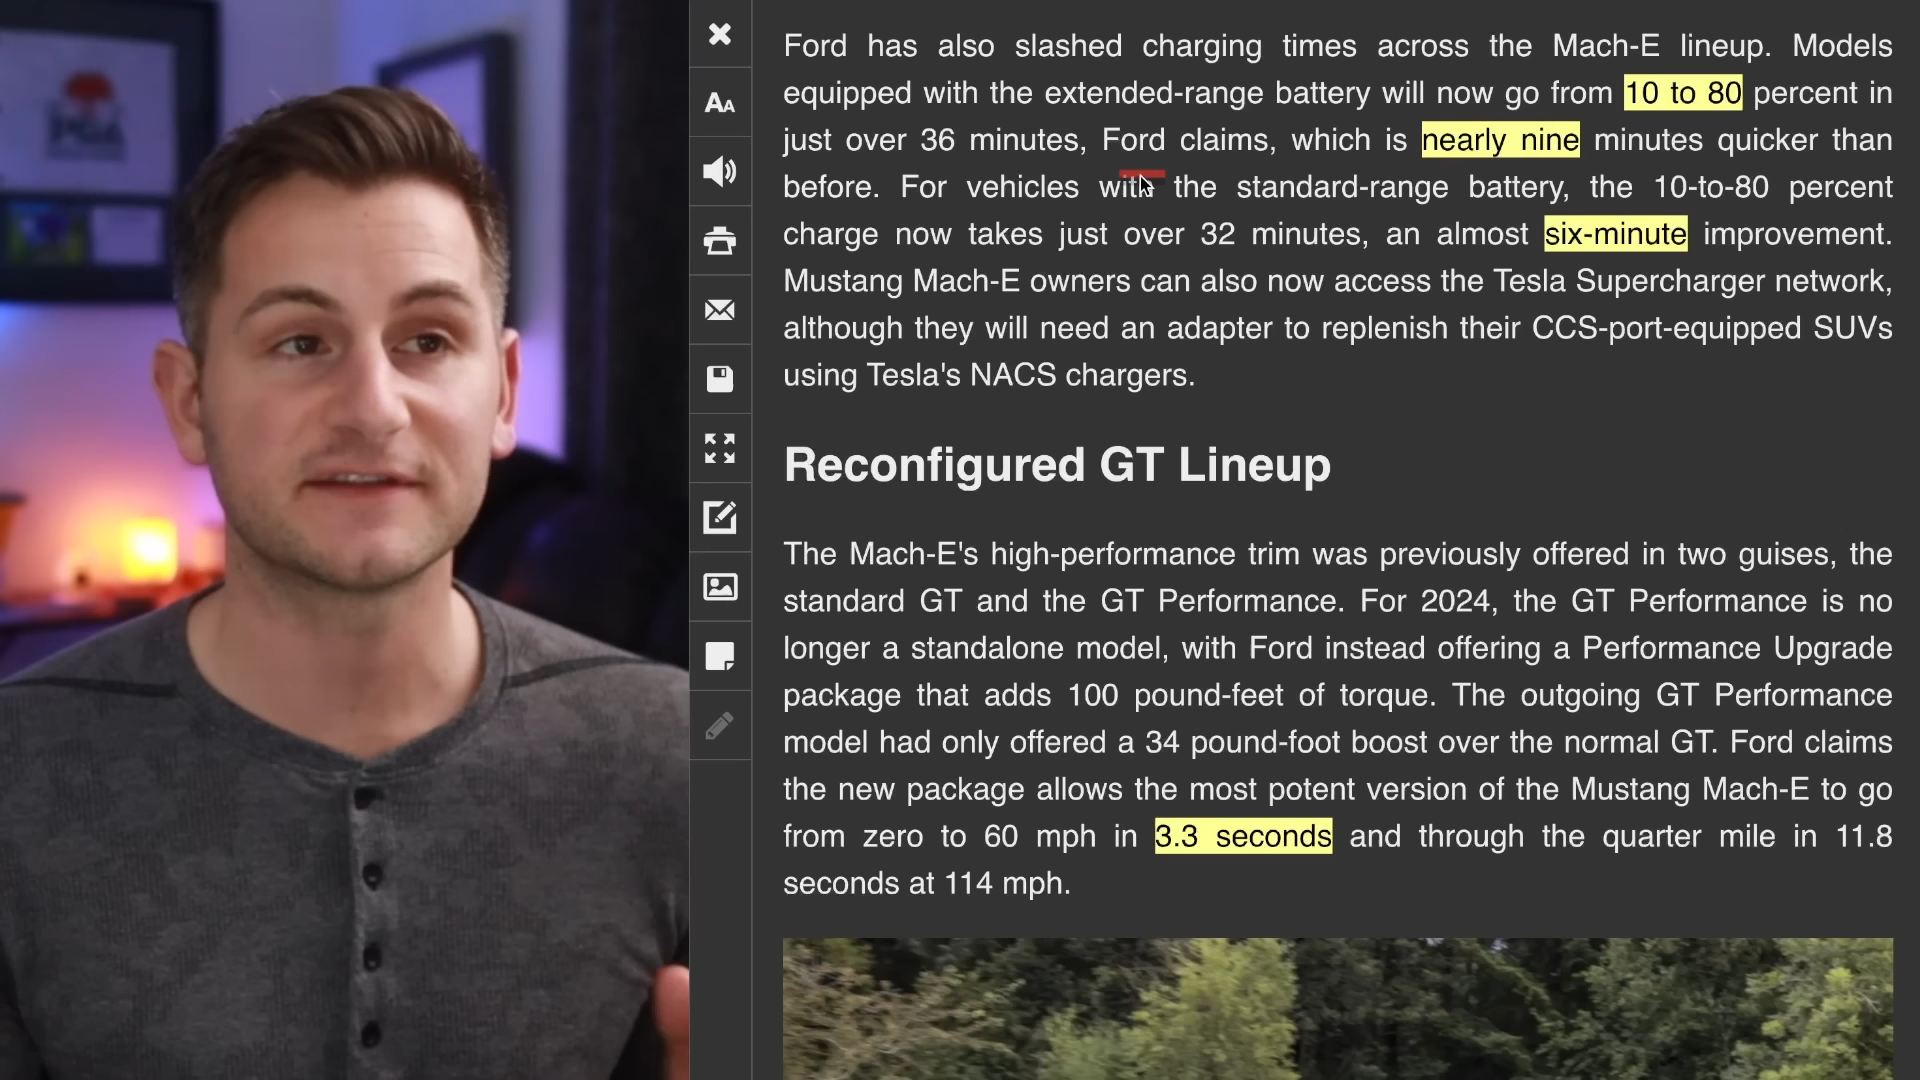 Ford has also slashed charging times across the Mach-E lineup. Models
equipped with the extended-range battery will now go from 10 to 80 percent in
just over 36 minutes, Ford claims, which is nearly nine minutes quicker than
before. For vehicles with the standard-range battery, the 10-to-80 percent
charge now takes just over 32 minutes, an almost six-minute improvement.
Mustang Mach-E owners can also now access the Tesla Supercharger network,
although they will need an adapter to replenish their CCS-port-equipped SUVs
using Tesla's NACS chargers.
Reconfigured GT Lineup
The Mach-E's high-performance trim was previously offered in two guises, the
standard GT and the GT Performance. For 2024, the GT Performance is no
longer a standalone model, with Ford instead offering a Performance Upgrade
package that adds 100 pound-feet of torque. The outgoing GT Performance
model had only offered a 34 pound-foot boost over the normal GT. Ford claims
the new package allows the most potent version of the Mustang Mach-E to go
from zero to 60 mph in 3.3 seconds and through the quarter mile in 11.8
seconds at 114 mph.